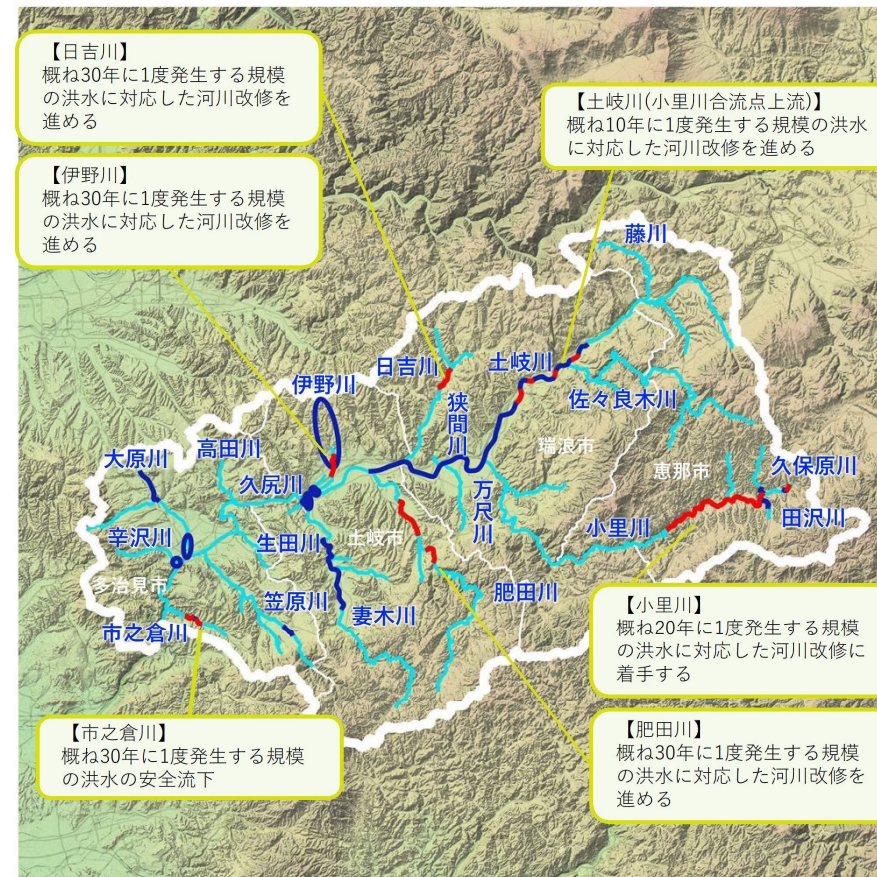 【日吉川】
概ね30年に1度発生する規模
の洪水に対応した河川改修を
進める
【土岐川(小里川合流点上流)】
概ね10年に1度発生する規模の洪水
に対応した河川改修を進める
【伊野川】
概ね30年に1度発生する規模
の洪水に対応した河川改修を
進める
藤川
日吉川
土岐川
伊野川
狭間川
佐々良木川
高田川
大原川
瑞浪市
恵那市
久保原川
久尻川
万尺川
田沢川
小里川
辛沢川
生田川
土岐市
多治見市
肥田川
笠原川
妻木川
市之倉川
【小里川】
概ね20年に1度発生する規模
の洪水に対応した河川改修に
着手する
【市之倉川】
概ね30年に1度発生する規模
の洪水の安全流下
【肥田川】
概ね30年に1度発生する規模
の洪水に対応した河川改修を
進める